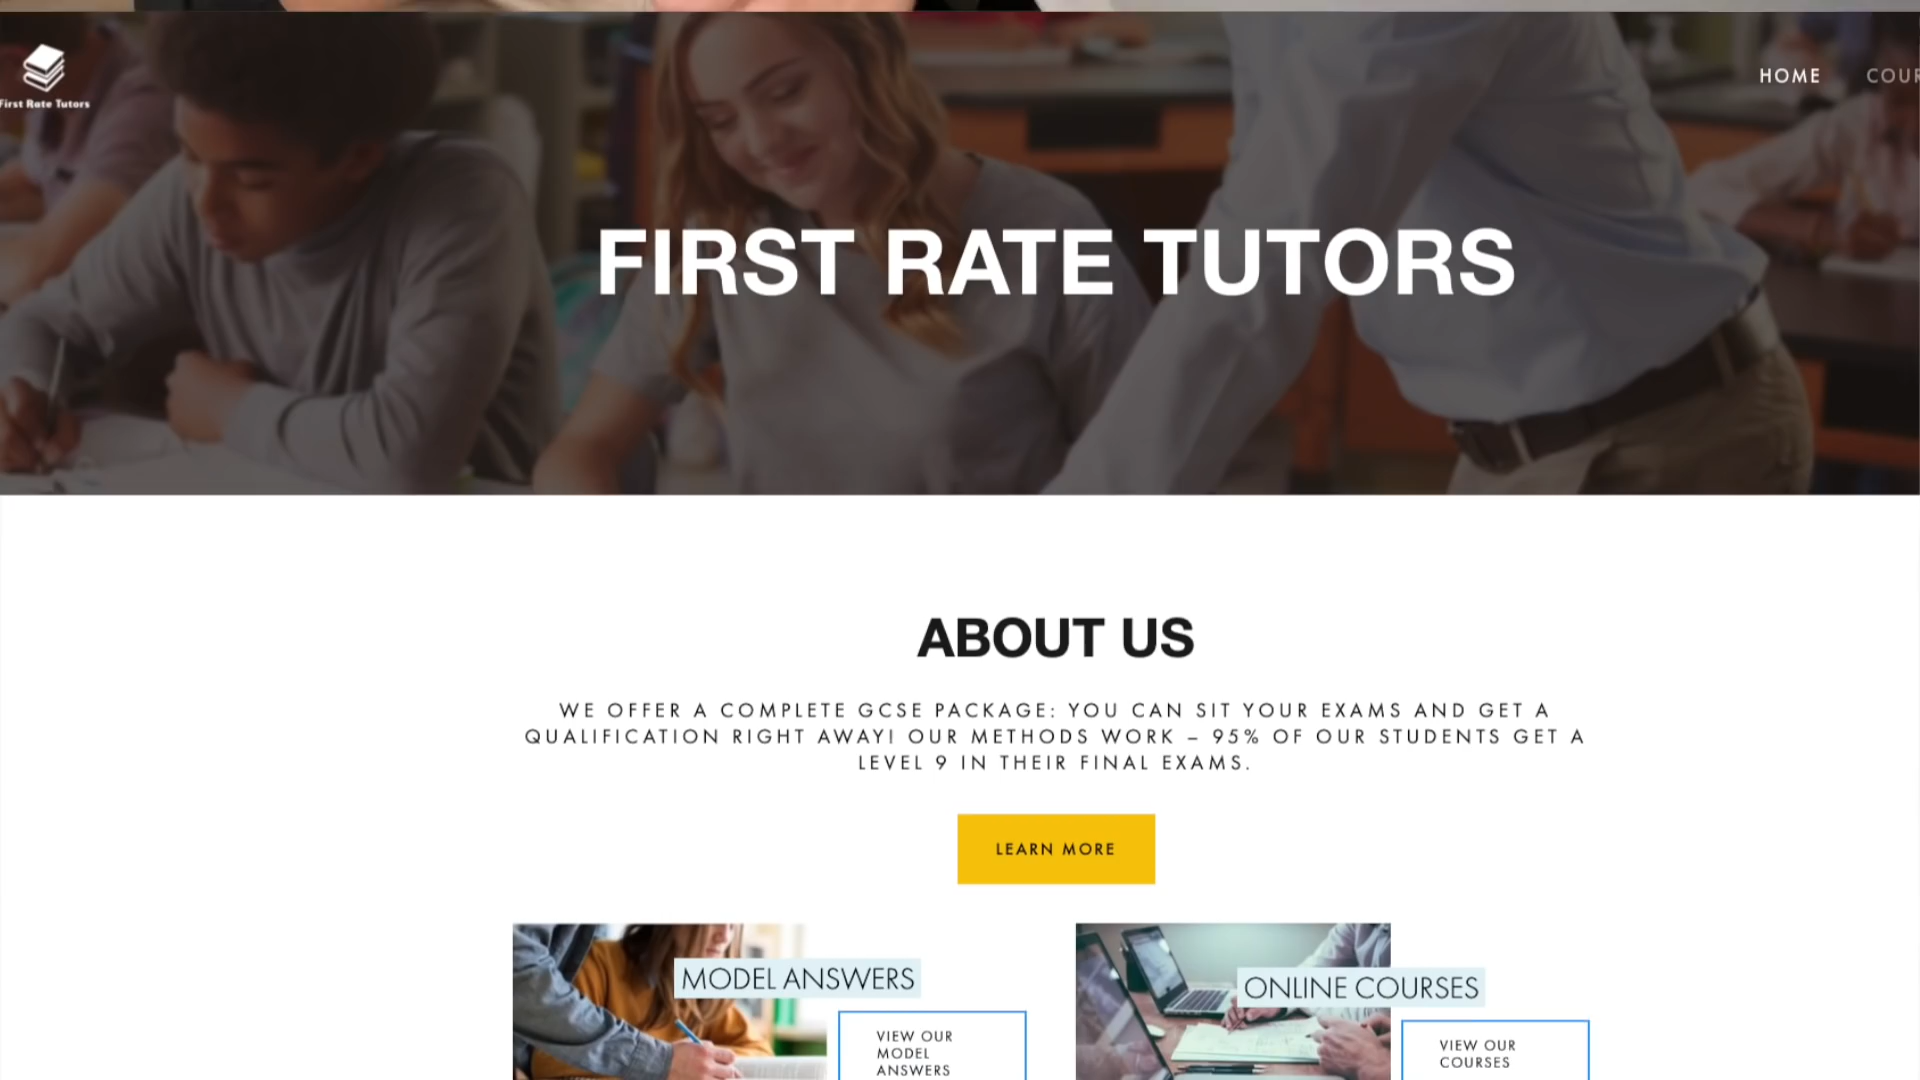 First Rate Tutors
HOME
COUR
FIRST RATE TUTORS
ABOUT US
WE OFFER A COMPLETE GCSE PACKAGE: YOU CAN SIT YOUR EXAMS AND GET A
QUALIFICATION RIGHT AWAY! OUR METHODS WORK – 95% OF OUR STUDENTS GET A
LEVEL 9 IN THEIR FINAL EXAMS.
LEARN MORE
MODEL ANSWERS
VIEW OUR
MODEL
ANSWERS
ONLINE COURSES
VIEW OUR
COURSES